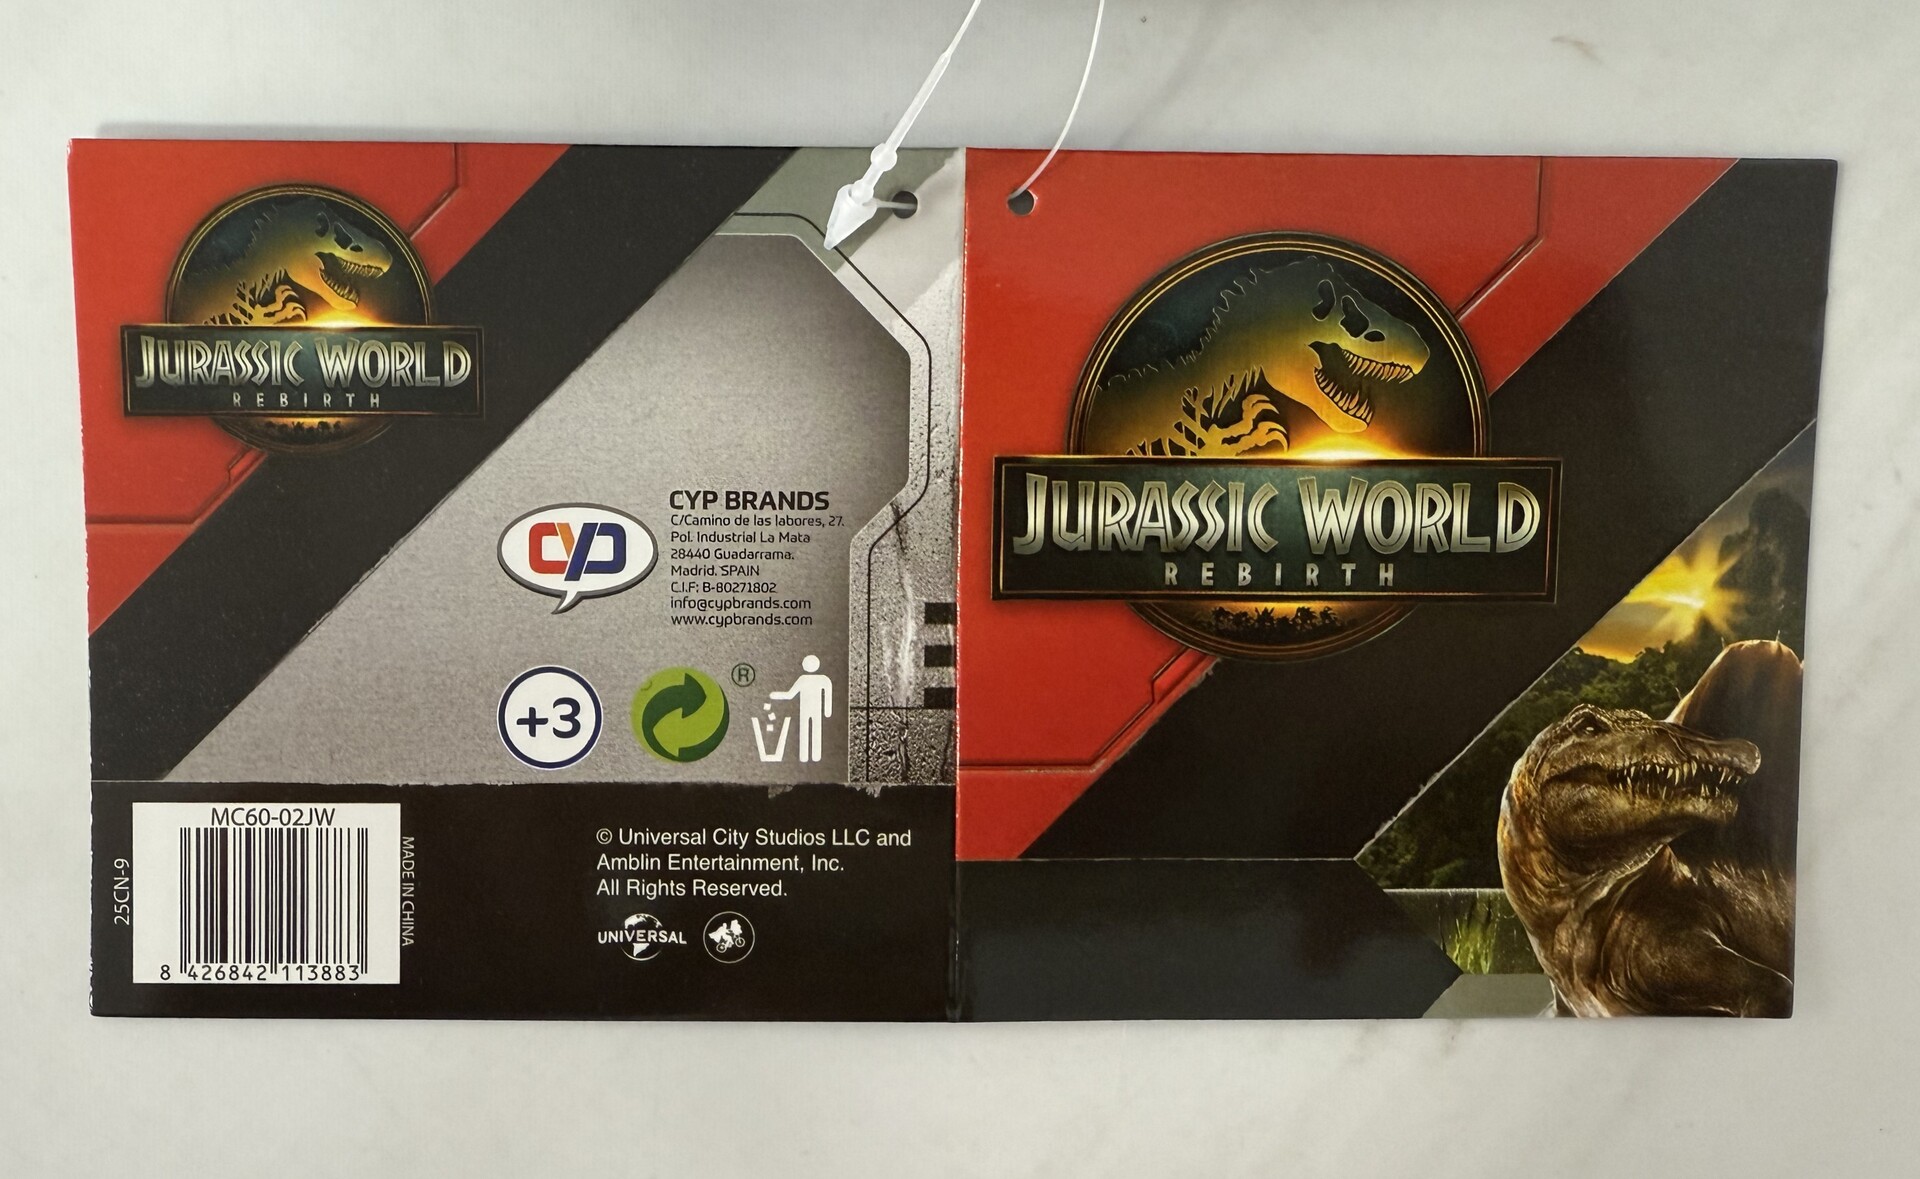 JURASSIC WORLD
REBIRTH
CYP
CYP BRANDS
C/Camino de las labores, 27.
Pol. Industrial La Mata
28440 Guadarrama.
Madrid. SPAIN
C.I.F: B-80271802
info@cypbrands.com
www.cypbrands.com
+3
®
MC60-02JW
8 426842 113883
25CN-9
MADE IN CHINA
© Universal City Studios LLC and
Amblin Entertainment, Inc.
All Rights Reserved.
UNIVERSAL
JURASSIC WORLD
REBIRTH